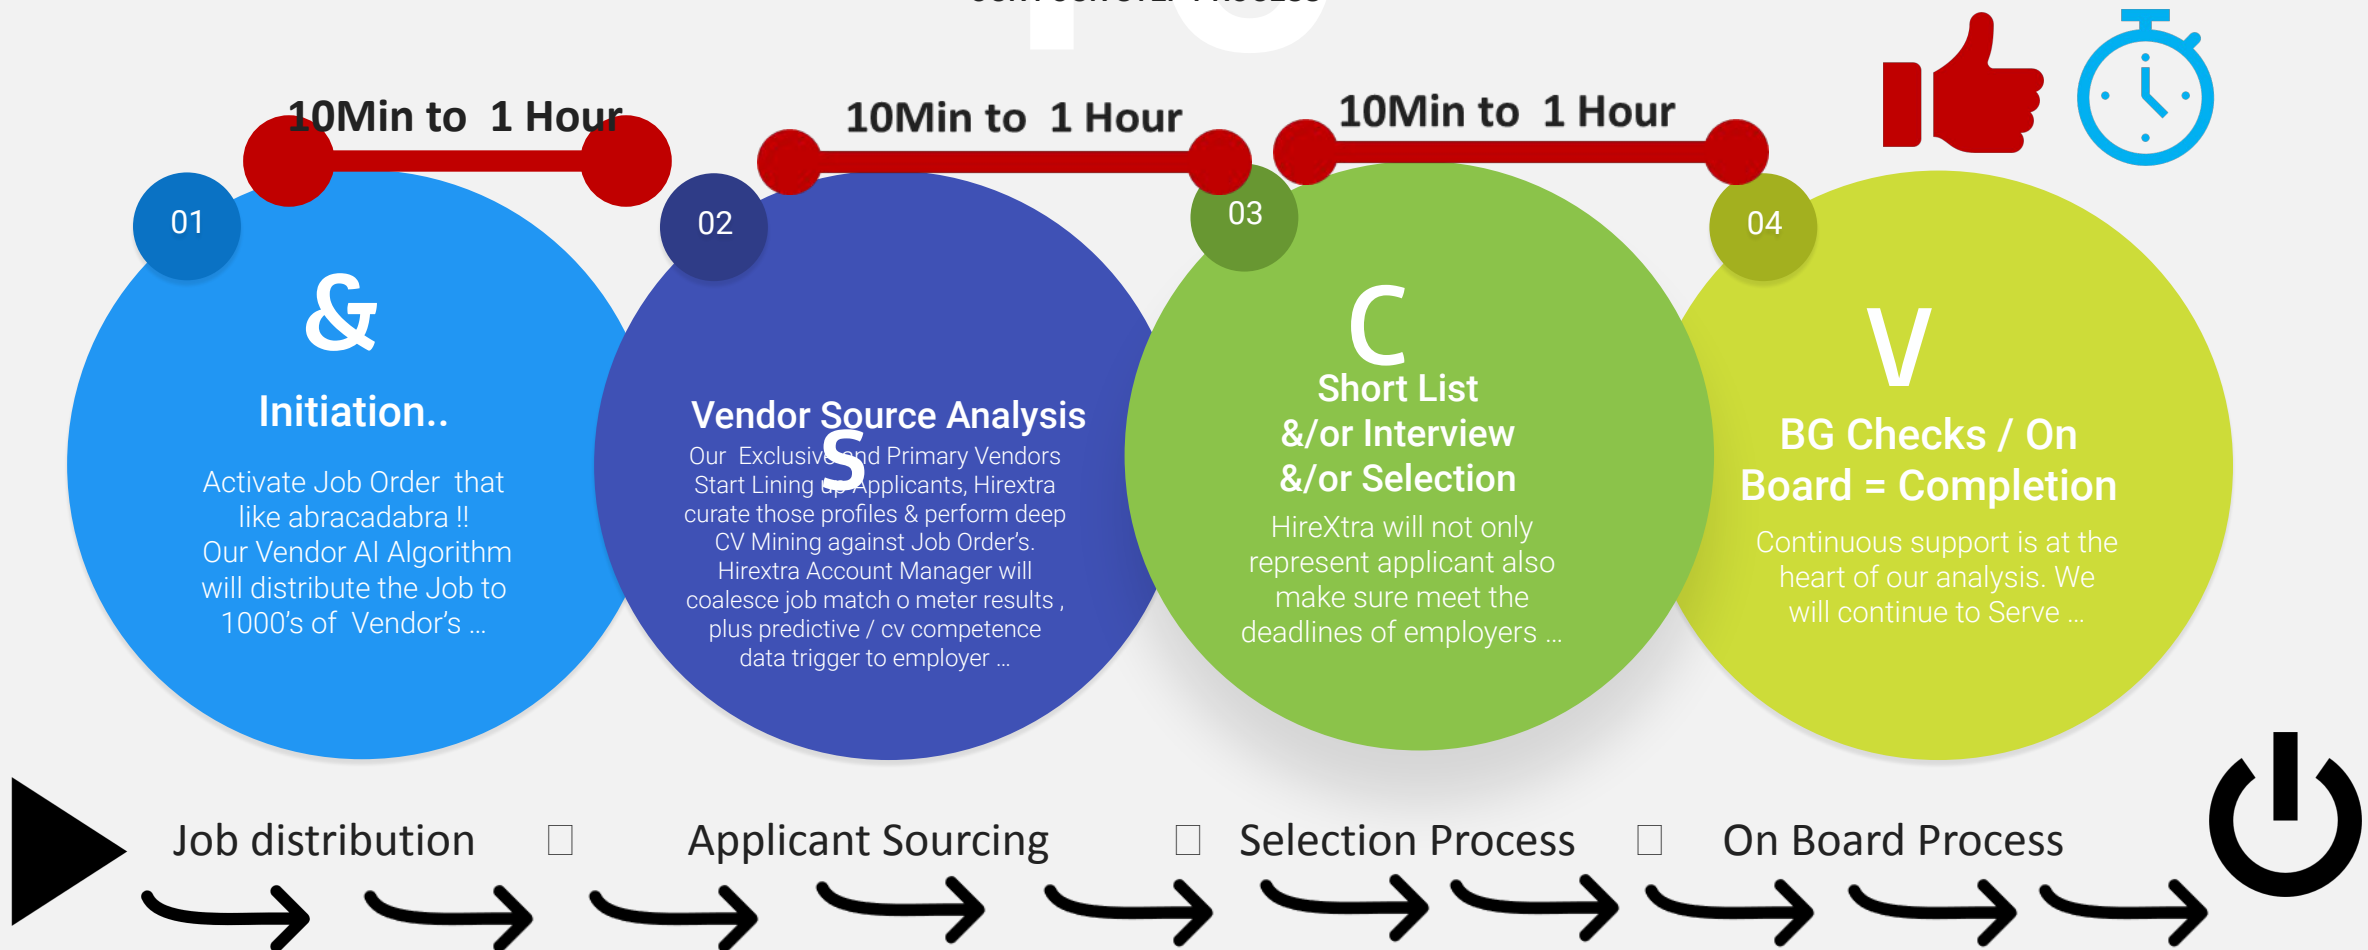 OUR FOUR STEP PROCESS
10Min to 1 Hour
10Min to 1 Hour
10Min to 1 Hour
01
&
Initiation..
Activate Job Order that
like abracadabra !!
Our Vendor AI Algorithm
will distribute the Job to
1000’s of Vendor’s ...
02
Vendor Source Analysis
S
Our Exclusive and Primary Vendors
Start Lining up Applicants, Hirextra
curate those profiles & perform deep
CV Mining against Job Order’s.
Hirextra Account Manager will
coalesce job match o meter results ,
plus predictive / cv competence
data trigger to employer ...
03
C
Short List
&/or Interview
&/or Selection
HireXtra will not only
represent applicant also
make sure meet the
deadlines of employers ...
04
V
BG Checks / On
Board = Completion
Continuous support is at the
heart of our analysis. We
will continue to Serve ...
Job distribution
Applicant Sourcing
Selection Process
On Board Process